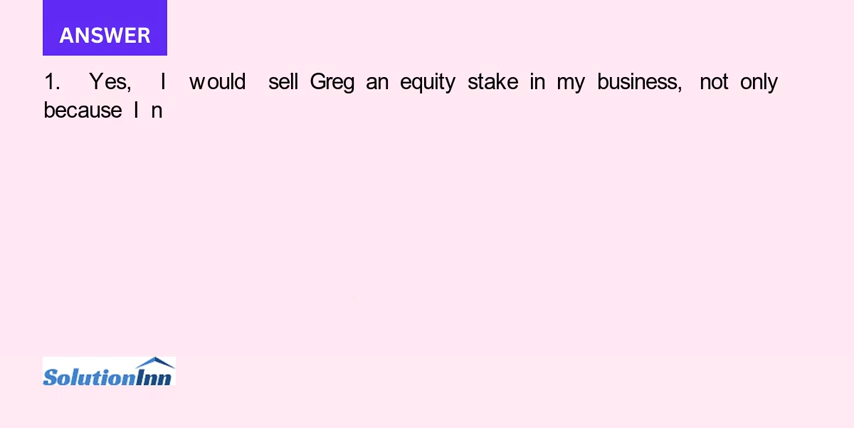 ANSWER
1. Yes, I would sell Greg an equity stake in my business, not only
because I n
SolutionInn